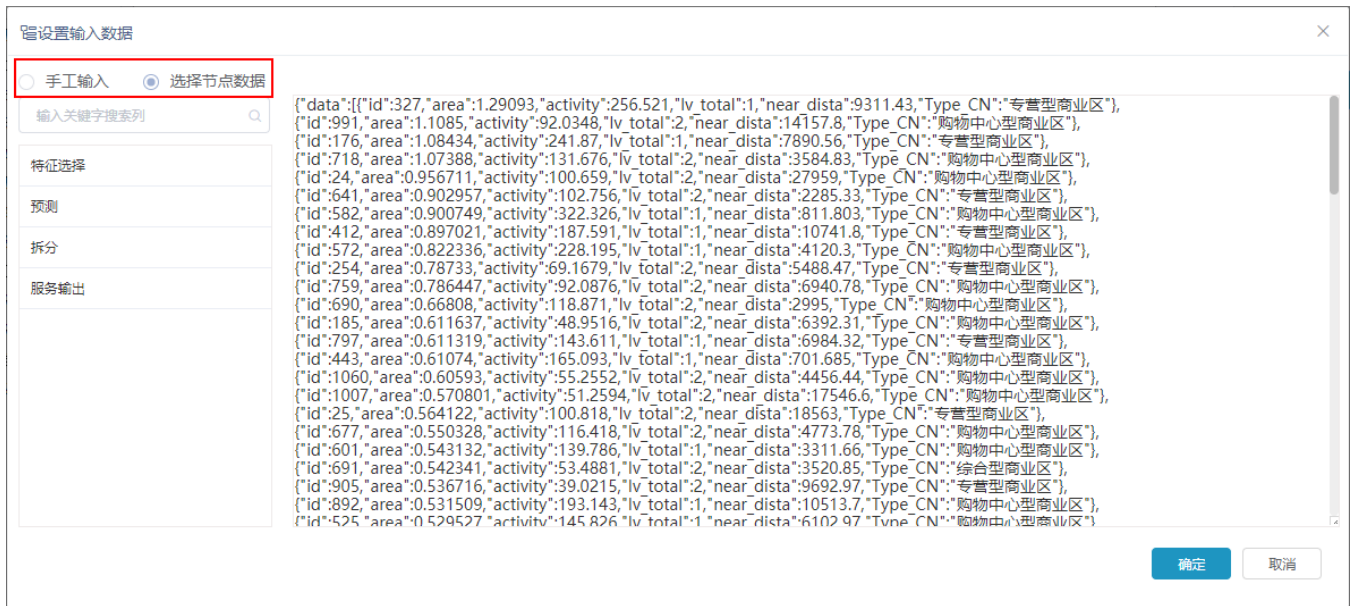 设置输入数据
手工输入 选择节点数据
输入关键字搜索列
特征选择
预测
拆分
服务输出
{"data":[{"id":327,"area":1.29093,"activity":256.521,"lv_total":1,"near_dista":9311.43,"Type_CN":"专营型商业区"},
{"id":991,"area":1.1085,"activity":92.0348,"lv_total":2,"near_dista":14157.8,"Type_CN":"购物中心型商业区"},
{"id":176,"area":1.08434,"activity":241.87,"lv_total":1,"near_dista":7890.56,"Type_CN":"专营型商业区"},
{"id":718,"area":1.07388,"activity":131.676,"lv_total":2,"near_dista":3584.83,"Type_CN":"购物中心型商业区"},
{"id":24,"area":0.956711,"activity":100.659,"lv_total":2,"near_dista":27959,"Type_CN":"购物中心型商业区"},
{"id":641,"area":0.902957,"activity":102.756,"lv_total":2,"near_dista":2285.33,"Type_CN":"专营型商业区"},
{"id":582,"area":0.900749,"activity":322.326,"lv_total":1,"near_dista":811.803,"Type_CN":"购物中心型商业区"},
{"id":412,"area":0.897021,"activity":187.591,"lv_total":1,"near_dista":10741.8,"Type_CN":"专营型商业区"},
{"id":572,"area":0.822336,"activity":228.195,"lv_total":1,"near_dista":4120.3,"Type_CN":"购物中心型商业区"},
{"id":254,"area":0.78733,"activity":69.1679,"lv_total":2,"near_dista":5488.47,"Type_CN":"专营型商业区"},
{"id":759,"area":0.786447,"activity":92.0876,"lv_total":2,"near_dista":6940.78,"Type_CN":"购物中心型商业区"},
{"id":690,"area":0.66808,"activity":118.871,"lv_total":2,"near_dista":2995,"Type_CN":"购物中心型商业区"},
{"id":185,"area":0.611637,"activity":48.9516,"lv_total":2,"near_dista":6392.31,"Type_CN":"购物中心型商业区"},
{"id":797,"area":0.611319,"activity":143.611,"lv_total":1,"near_dista":6984.32,"Type_CN":"专营型商业区"},
{"id":443,"area":0.61074,"activity":165.093,"lv_total":1,"near_dista":701.685,"Type_CN":"购物中心型商业区"},
{"id":1060,"area":0.60593,"activity":55.2552,"lv_total":2,"near_dista":4456.44,"Type_CN":"购物中心型商业区"},
{"id":1007,"area":0.570801,"activity":51.2594,"lv_total":2,"near_dista":17546.6,"Type_CN":"购物中心型商业区"},
{"id":25,"area":0.564122,"activity":100.818,"lv_total":2,"near_dista":18563,"Type_CN":"专营型商业区"},
{"id":677,"area":0.550328,"activity":116.418,"lv_total":2,"near_dista":4773.78,"Type_CN":"购物中心型商业区"},
{"id":601,"area":0.543132,"activity":139.786,"lv_total":1,"near_dista":3311.66,"Type_CN":"购物中心型商业区"},
{"id":691,"area":0.542341,"activity":53.4881,"lv_total":2,"near_dista":3520.85,"Type_CN":"综合型商业区"},
{"id":905,"area":0.536716,"activity":39.0215,"lv_total":2,"near_dista":9692.97,"Type_CN":"专营型商业区"},
{"id":892,"area":0.531509,"activity":193.143,"lv_total":1,"near_dista":10513.7,"Type_CN":"购物中心型商业区"},
{"id":525,"area":0.529527,"activity":145.826,"lv_total":1,"near_dista":6102.97,"Type_CN":"购物中心型商业区"}
确定 取消